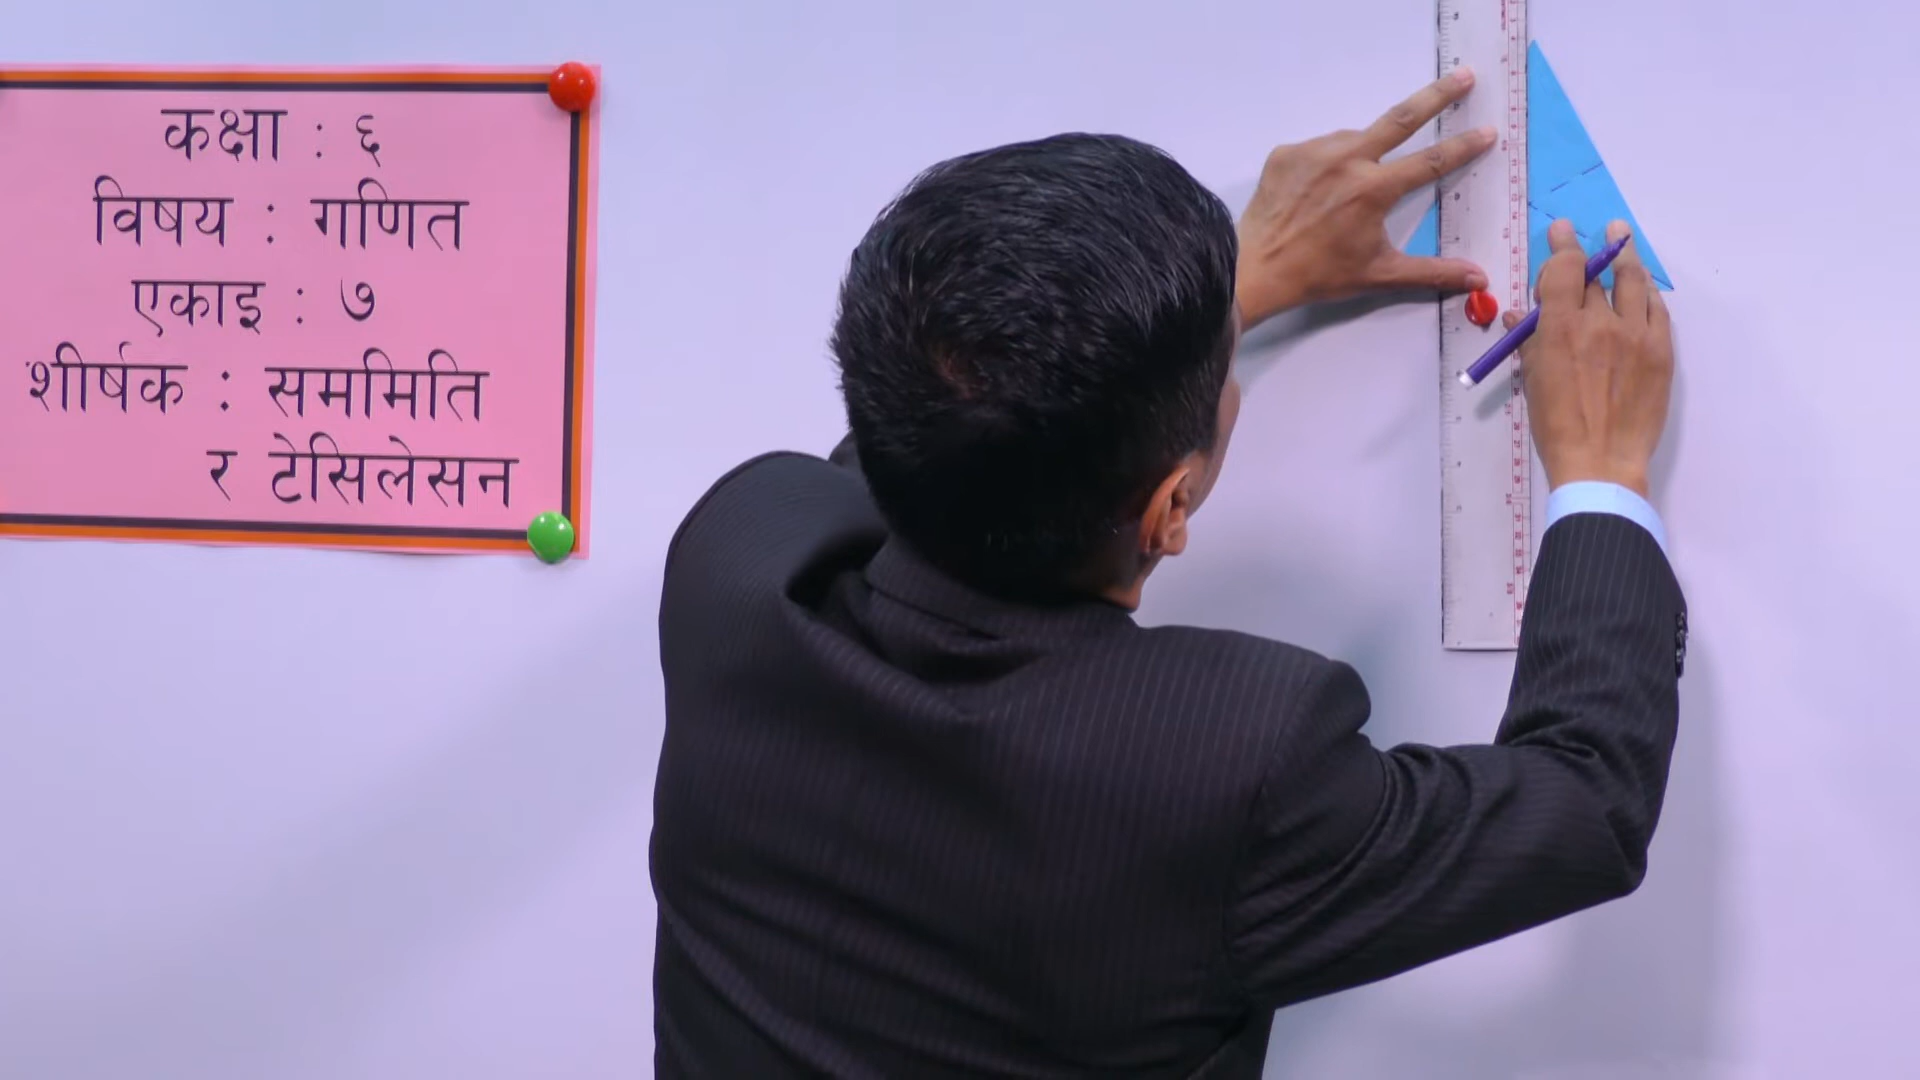 कक्षा : ६
विषय : गणित
एकाइ : ७
शीर्षक : सममिति
र टेसिलेसन